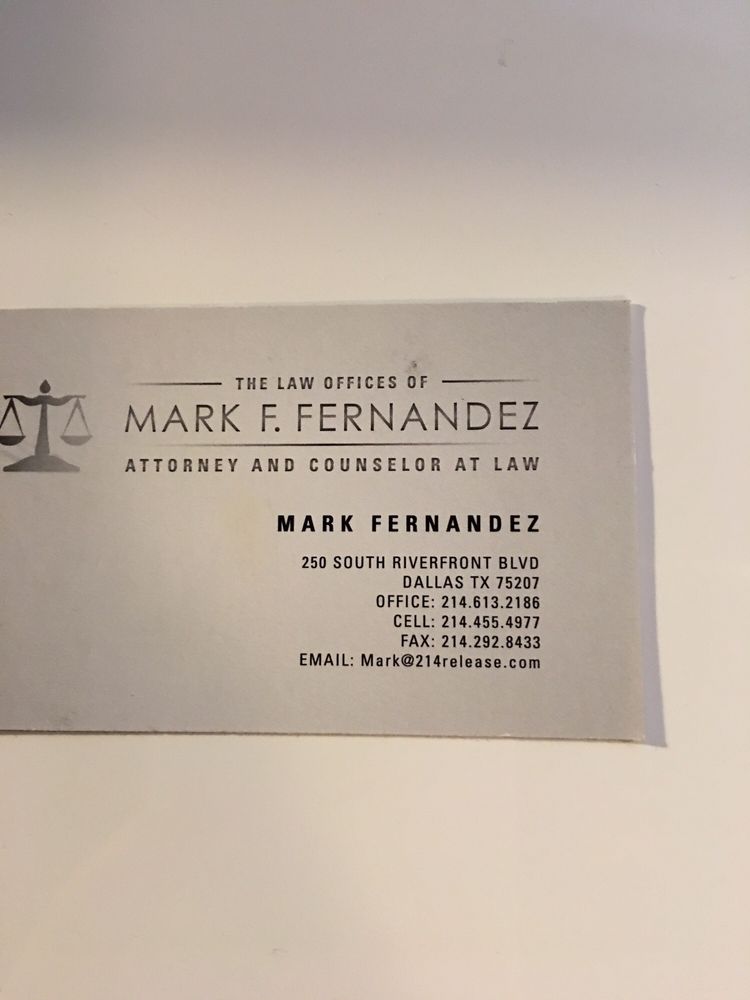 THE LAW OFFICES OF
MARK F. FERNANDEZ
ATTORNEY AND COUNSELOR AT LAW
MARK FERNANDEZ
250 SOUTH RIVERFRONT BLVD
DALLAS TX 75207
OFFICE: 214.613.2186
CELL: 214.455.4977
FAX: 214.292.8433
EMAIL: Mark@214release.com